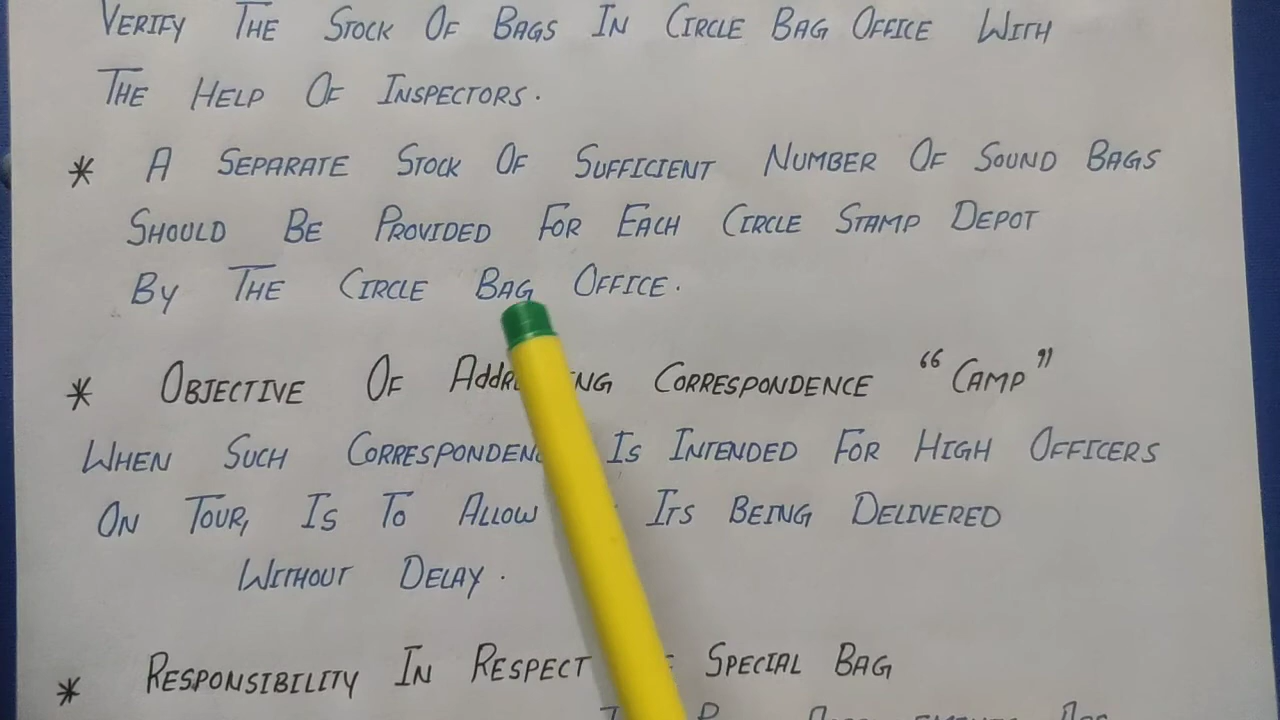 VERIFY THE STOCK OF BAGS IN CIRCLE BAG OFFICE WITH
THE HELP OF INSPECTORS.
* A SEPARATE STOCK OF SUFFICIENT NUMBER OF SOUND BAGS
SHOULD BE PROVIDED FOR EACH CIRCLE STAMP DEPOT
BY THE CIRCLE BAG OFFICE.
* OBJECTIVE OF CORRESPONDENCE "CAMP"
WHEN SUCH IS INTENDED FOR HIGH OFFICERS
ON TOUR, IS TO ALLOW ITS BEING DELIVERED
WITHOUT DELAY.
* RESPONSIBILITY IN RESPECT SPECIAL BAG